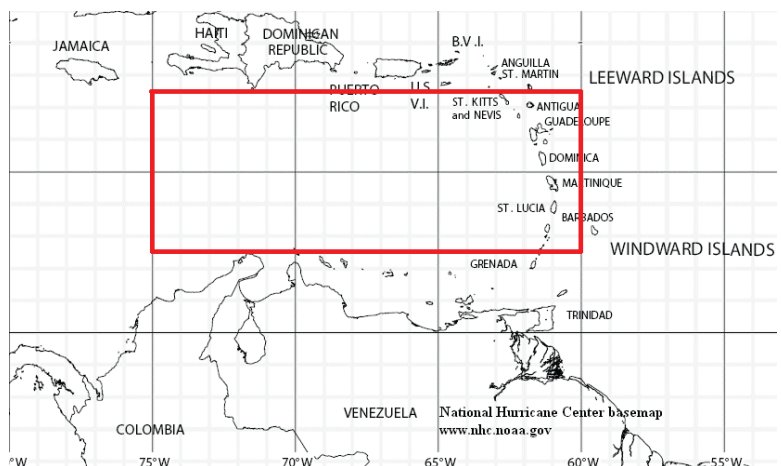 JAMAICA
HAITI
DOMINICAN
REPUBLIC
B.V.I.
ANGUILLA
ST. MARTIN
LEEWARD ISLANDS
PUERTO
RICO
U.S
V.I.
ST. KITTS
and NEVIS
ANTIGUA
GUADELOUPE
DOMINICA
MARTINIQUE
ST. LUCIA
BARBADOS
WINDWARD ISLANDS
GRENADA
TRINIDAD
VENEZUELA
COLOMBIA
National Hurricane Center basemap
www.nhc.noaa.gov
°W
75°W
70°W
65°W
60°W
55°W